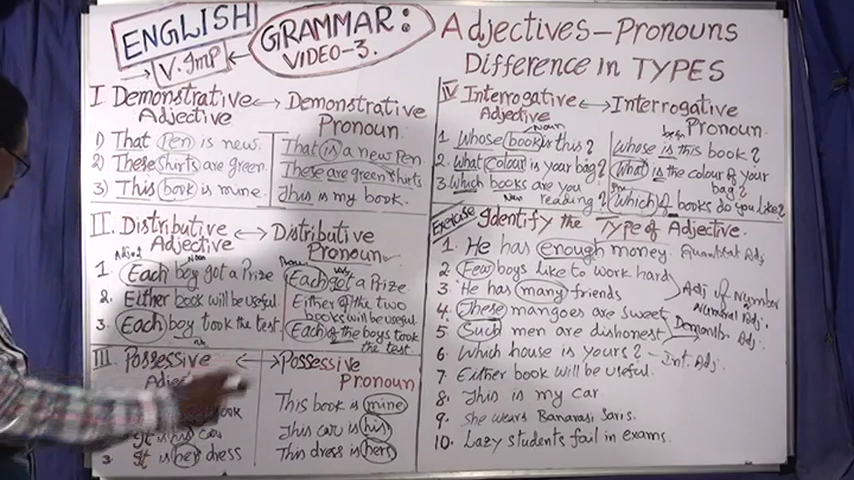 ENGLISH GRAMMAR:
V. Imp VIDEO-3.
Adjectives - Pronouns
Difference in TYPES
I Demonstrative Adjective
1) That Pen is new.
2) These shirts are green.
3) This book is mine.
Demonstrative Pronoun.
That is a new Pen.
These are green shirts
This is my book.
II. Distributive Adjective
Noun
1. Each boy got a Prize
2. Either book will be useful.
3. Each boy took the test.
Distributive Pronoun
Each got a Prize
Either of the two
books will be useful.
Each of the boys took
the test.
III Possessive
book
It is his car
3. It is her dress
Possessive Pronoun
This book is mine
This car is his
This dress is hers
IV Interrogative Adjective
Noun
1 Whose book is this?
2. What colour is your bag?
3. Which books are you
reading?
Interrogative Pronoun.
Whose is this book?
What is the colour of your
bag?
Which of books do you like?
Exercise Identify the Type of Adjective.
1. He has enough money. Quantitat Adj
2 Few boys like to work hard
3. He has many friends
Adj of Number
Numeral Adj.
4. These mangoes are sweet
5. Such men are dishonest
Demonstr. Adj.
6. Which house is yours? - Int. Adj.
7. Either book will be useful.
8. This is my car
9. She wears Banarasi Saris.
10. Lazy students fail in exams.